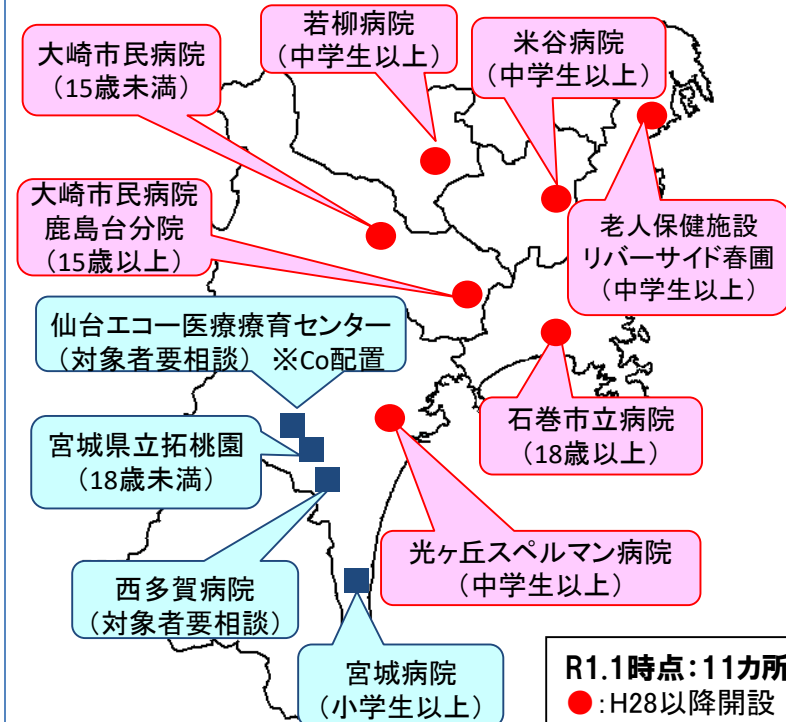 若柳病院
（中学生以上）
米谷病院
（中学生以上）
大崎市民病院
（15歳未満）
大崎市民病院
鹿島台分院
（15歳以上）
老人保健施設
リバーサイド春圃
（中学生以上）
仙台エコー医療療育センター
（対象者要相談） ※Co配置
石巻市立病院
（18歳以上）
宮城県立拓桃園
（18歳未満）
光ヶ丘スペルマン病院
（中学生以上）
西多賀病院
（対象者要相談）
宮城病院
（小学生以上）
R1.1時点：11カ所
●：H28以降開設